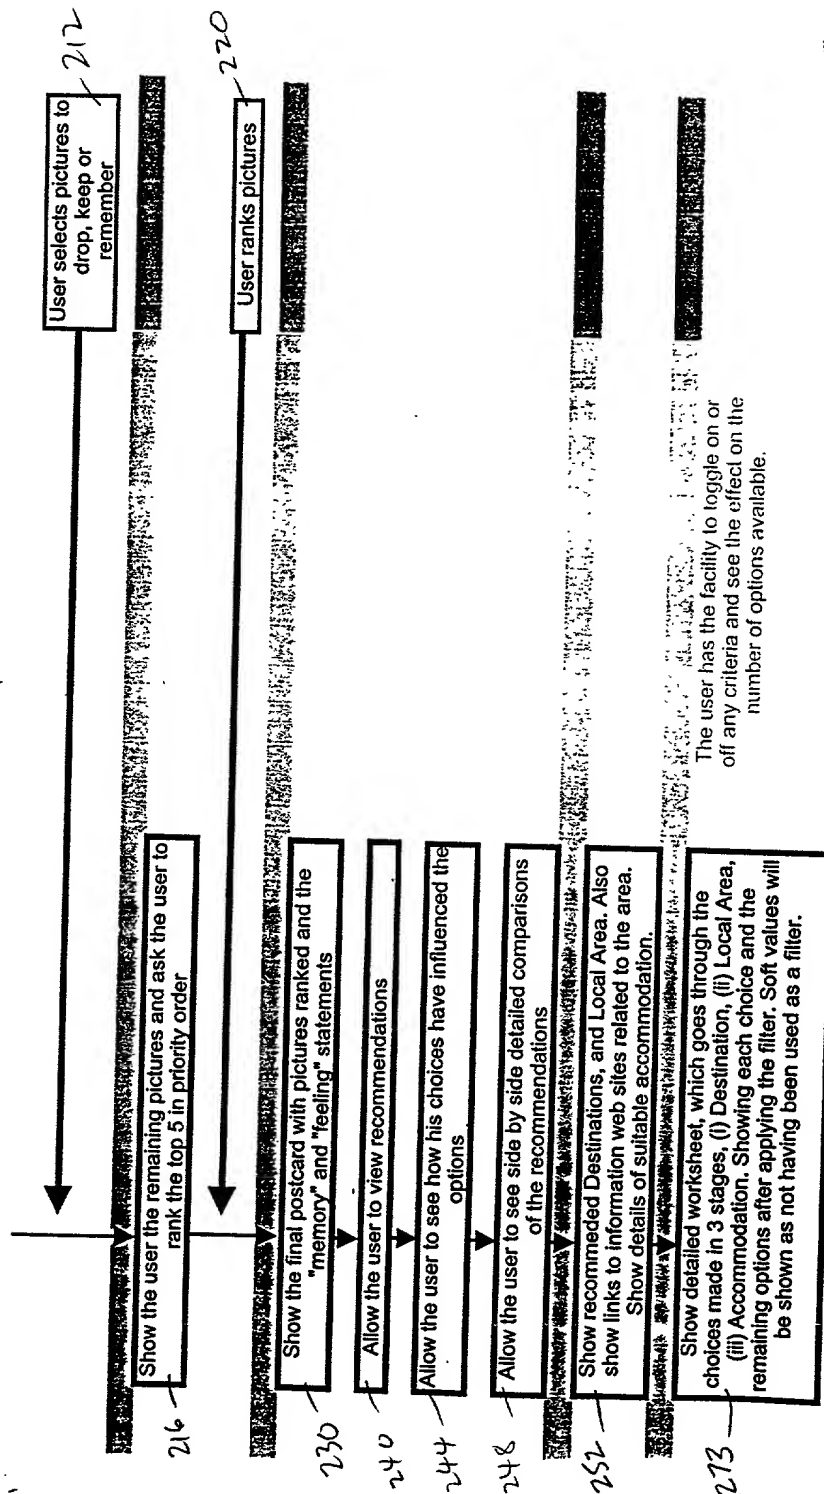 User selects pictures to
drop, keep or
remember
212
Show the user the remaining pictures and ask the user to
rank the top 5 in priority order
216
User ranks pictures
220
Show the final postcard with pictures ranked and the
"memory" and "feeling" statements
230
Allow the user to view recommendations
240
Allow the user to see how his choices have influenced the
options
244
Allow the user to see side by side detailed comparisons
of the recommendations
248
Show recommeded Destinations, and Local Area. Also
show links to information web sites related to the area.
Show details of suitable accommodation.
252
Show detailed worksheet, which goes through the
choices made in 3 stages, (i) Destination, (ii) Local Area,
(iii) Accommodation. Showing each choice and the
remaining options after applying the filter. Soft values will
be shown as not having been used as a filter.
273
The user has the facility to toggle on or
off any criteria and see the effect on the
number of options available.